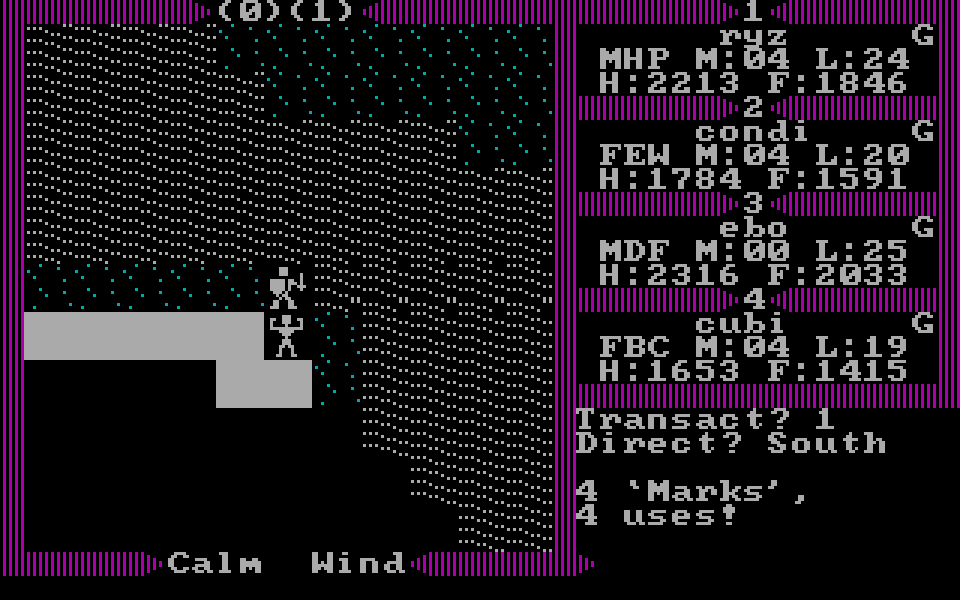 (0)(1)
1
ryz G
MHP M:04 L:24
H:2213 F:1846
2
condi G
FEW M:04 L:20
H:1784 F:1591
3
ebo G
MDF M:00 L:25
H:2316 F:2033
4
cubi G
FBC M:04 L:19
H:1653 F:1415
Transact? 1
Direct? South
4 `Marks',
4 uses!
Calm Wind